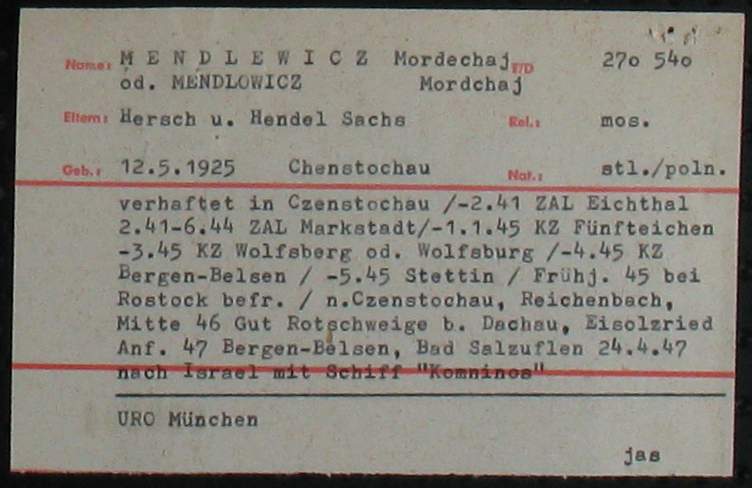 Name: M E N D L E W I C Z Mordechaj T/D 27o 54o
od. MENDLOWICZ Mordchaj
Eltern: Hersch u. Hendel Sachs Rel.: mos.
Geb.: 12.5.1925 Chenstochau Nat.: stl./poln.
verhaftet in Czenstochau /-2.41 ZAL Eichthal
2.41-6.44 ZAL Markstadt/-1.1.45 KZ Fünfteichen
-3.45 KZ Wolfsberg od. Wolfsburg /-4.45 KZ
Bergen-Belsen / -5.45 Stettin / Frühj. 45 bei
Rostock befr. / n.Czenstochau, Reichenbach,
Mitte 46 Gut Rotschweige b. Dachau, Eisolzried
Anf. 47 Bergen-Belsen, Bad Salzuflen 24.4.47
nach Israel mit Schiff "Komninos"
URO München
jas